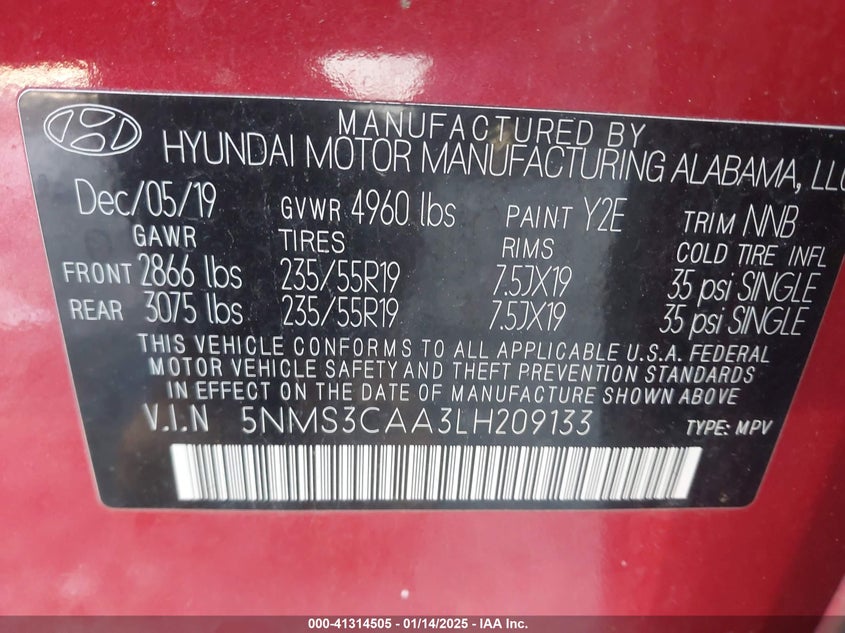 MANUFACTURED BY
HYUNDAI MOTOR MANUFACTURING ALABAMA, LLC
Dec/05/19 GVWR 4960 lbs PAINT Y2E TRIM NNB
GAWR TIRES RIMS COLD TIRE INFL
FRONT 2866 lbs 235/55R19 7.5JX19 35 psi SINGLE
REAR 3075 lbs 235/55R19 7.5JX19 35 psi SINGLE
THIS VEHICLE CONFORMS TO ALL APPLICABLE U.S.A. FEDERAL
MOTOR VEHICLE SAFETY AND THEFT PREVENTION STANDARDS
IN EFFECT ON THE DATE OF MANUFACTURE SHOWN ABOVE
V.I.N 5NMS3CAA3LH209133 TYPE: MPV
000-41314505 - 01/14/2025 - IAA Inc.